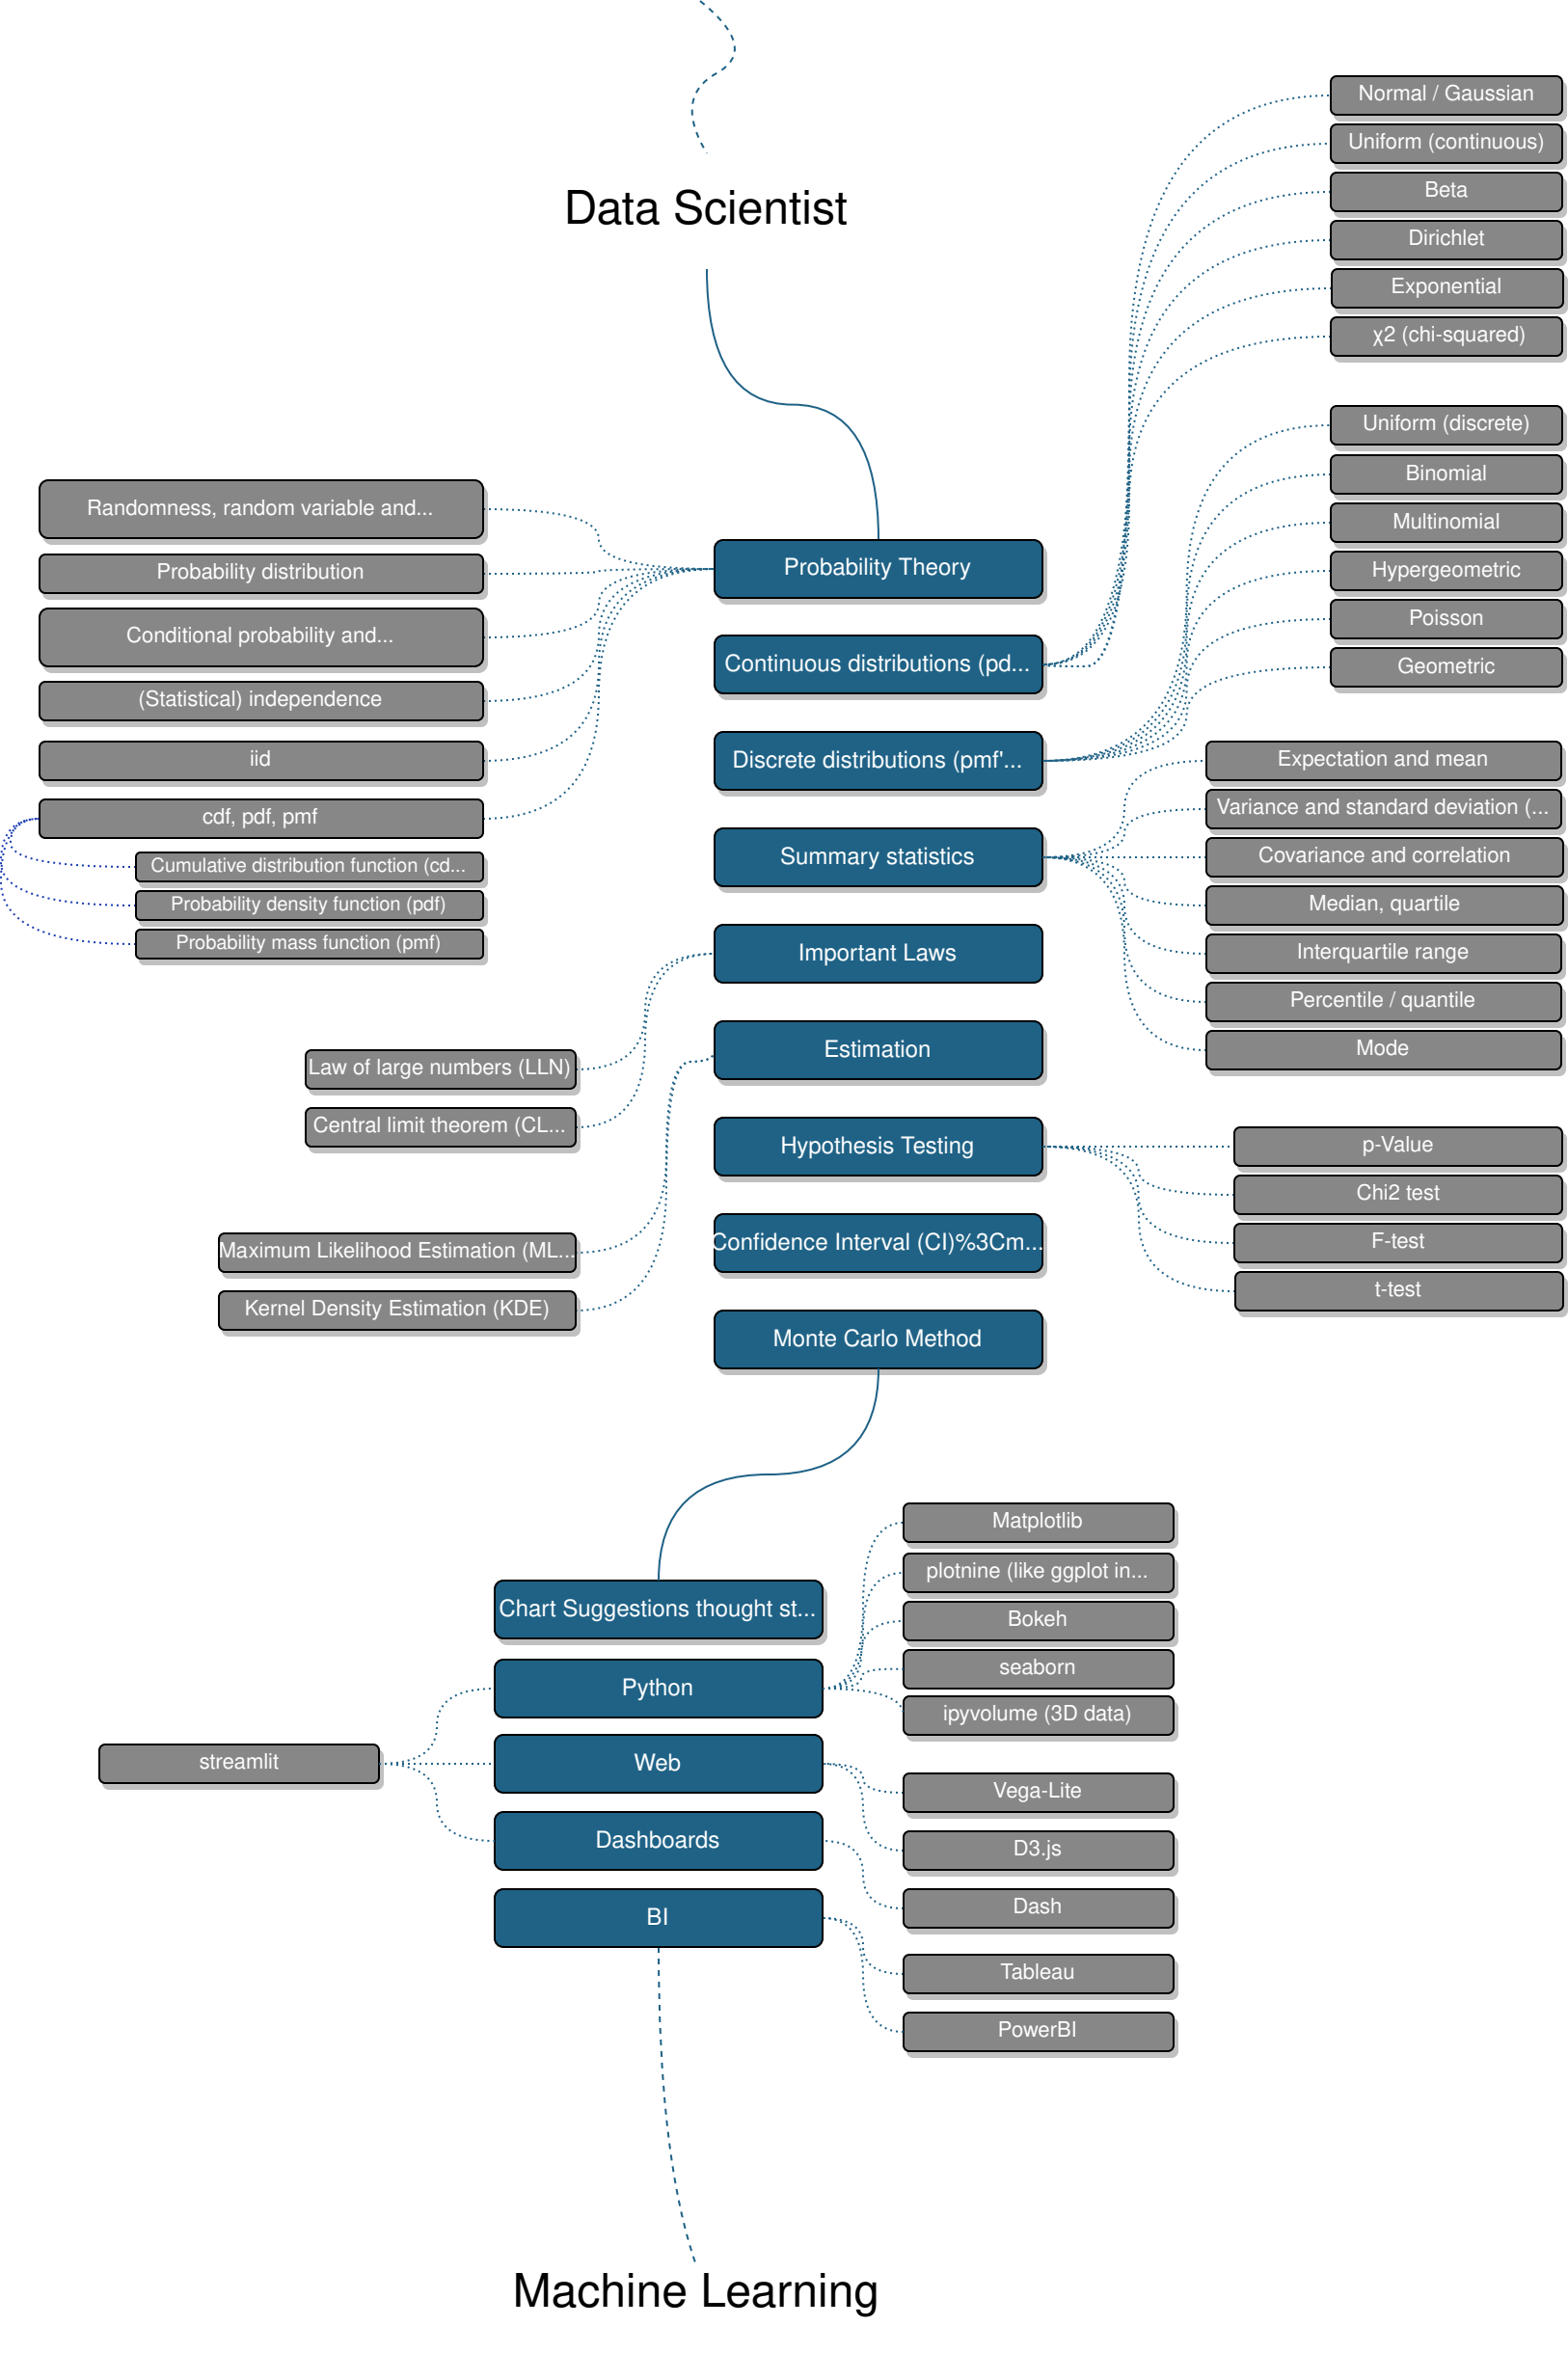 Data Scientist
Normal / Gaussian
Uniform (continuous)
Beta
Dirichlet
Exponential
χ2 (chi-squared)
Uniform (discrete)
Binomial
Multinomial
Hypergeometric
Poisson
Geometric
Randomness, random variable and...
Probability distribution
Conditional probability and...
(Statistical) independence
iid
cdf, pdf, pmf
Cumulative distribution function (cd...
Probability density function (pdf)
Probability mass function (pmf)
Probability Theory
Continuous distributions (pd...
Discrete distributions (pmf'...
Summary statistics
Important Laws
Estimation
Hypothesis Testing
Confidence Interval (CI)%3Cm...
Monte Carlo Method
Expectation and mean
Variance and standard deviation (...
Covariance and correlation
Median, quartile
Interquartile range
Percentile / quantile
Mode
Law of large numbers (LLN)
Central limit theorem (CL...
Maximum Likelihood Estimation (ML...
Kernel Density Estimation (KDE)
p-Value
Chi2 test
F-test
t-test
Chart Suggestions thought st...
Python
Web
Dashboards
BI
streamlit
Matplotlib
plotnine (like ggplot in...
Bokeh
seaborn
ipyvolume (3D data)
Vega-Lite
D3.js
Dash
Tableau
PowerBI
Machine Learning